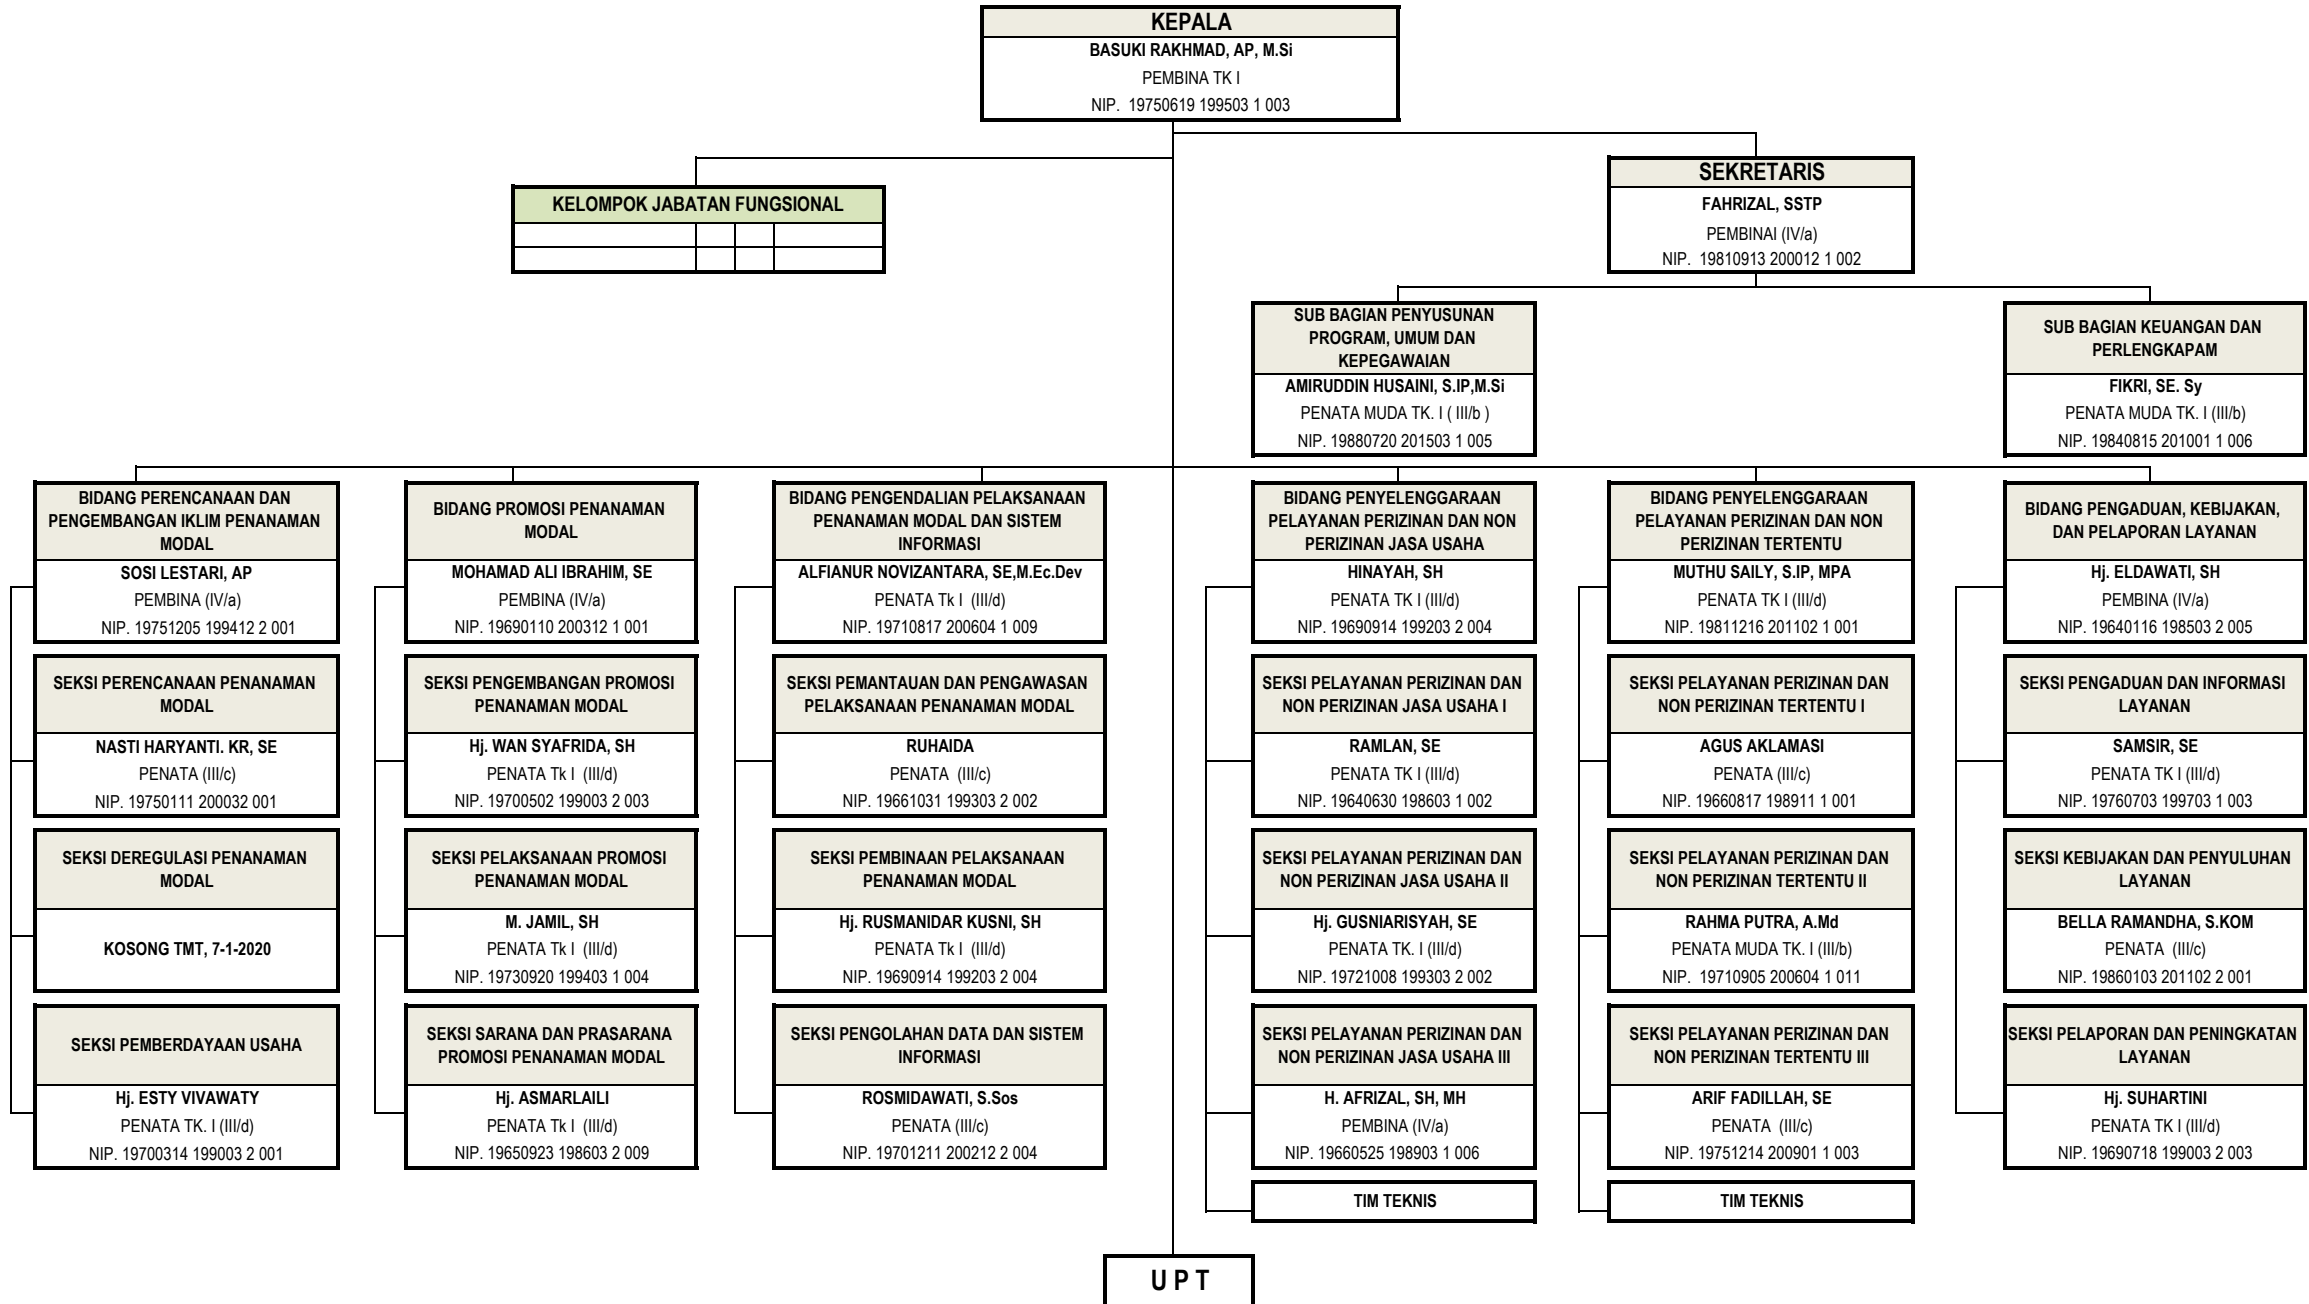 KEPALA
BASUKI RAKHMAD, AP, M.Si
PEMBINA TK I
NIP. 19750619 199503 1 003
KELOMPOK JABATAN FUNGSIONAL
SEKRETARIS
FAHRIZAL, SSTP
PEMBINAI (IV/a)
NIP. 19810913 200012 1 002
SUB BAGIAN PENYUSUNAN
PROGRAM, UMUM DAN
KEPEGAWAIAN
AMIRUDDIN HUSAINI, S.IP,M.Si
PENATA MUDA TK. I ( III/b )
NIP. 19880720 201503 1 005
SUB BAGIAN KEUANGAN DAN
PERLENGKAPAM
FIKRI, SE. Sy
PENATA MUDA TK. I (III/b)
NIP. 19840815 201001 1 006
BIDANG PERENCANAAN DAN
PENGEMBANGAN IKLIM PENANAMAN
MODAL
SOSI LESTARI, AP
PEMBINA (IV/a)
NIP. 19751205 199412 2 001
SEKSI PERENCANAAN PENANAMAN
MODAL
NASTI HARYANTI. KR, SE
PENATA (III/c)
NIP. 19750111 200032 001
SEKSI DEREGULASI PENANAMAN
MODAL
KOSONG TMT, 7-1-2020
SEKSI PEMBERDAYAAN USAHA
Hj. ESTY VIVAWATY
PENATA TK. I (III/d)
NIP. 19700314 199003 2 001
BIDANG PROMOSI PENANAMAN
MODAL
MOHAMAD ALI IBRAHIM, SE
PEMBINA (IV/a)
NIP. 19690110 200312 1 001
SEKSI PENGEMBANGAN PROMOSI
PENANAMAN MODAL
Hj. WAN SYAFRIDA, SH
PENATA Tk I (III/d)
NIP. 19700502 199003 2 003
SEKSI PELAKSANAAN PROMOSI
PENANAMAN MODAL
M. JAMIL, SH
PENATA Tk I (III/d)
NIP. 19730920 199403 1 004
SEKSI SARANA DAN PRASARANA
PROMOSI PENANAMAN MODAL
Hj. ASMARLAILI
PENATA Tk I (III/d)
NIP. 19650923 198603 2 009
BIDANG PENGENDALIAN PELAKSANAAN
PENANAMAN MODAL DAN SISTEM
INFORMASI
ALFIANUR NOVIZANTARA, SE,M.Ec.Dev
PENATA Tk I (III/d)
NIP. 19710817 200604 1 009
SEKSI PEMANTAUAN DAN PENGAWASAN
PELAKSANAAN PENANAMAN MODAL
RUHAIDA
PENATA (III/c)
NIP. 19661031 199303 2 002
SEKSI PEMBINAAN PELAKSANAAN
PENANAMAN MODAL
Hj. RUSMANIDAR KUSNI, SH
PENATA Tk I (III/d)
NIP. 19690914 199203 2 004
SEKSI PENGOLAHAN DATA DAN SISTEM
INFORMASI
ROSMIDAWATI, S.Sos
PENATA (III/c)
NIP. 19701211 200212 2 004
BIDANG PENYELENGGARAAN
PELAYANAN PERIZINAN DAN NON
PERIZINAN JASA USAHA
HINAYAH, SH
PENATA TK I (III/d)
NIP. 19690914 199203 2 004
SEKSI PELAYANAN PERIZINAN DAN
NON PERIZINAN JASA USAHA I
RAMLAN, SE
PENATA TK I (III/d)
NIP. 19640630 198603 1 002
SEKSI PELAYANAN PERIZINAN DAN
NON PERIZINAN JASA USAHA II
Hj. GUSNIARISYAH, SE
PENATA TK. I (III/d)
NIP. 19721008 199303 2 002
SEKSI PELAYANAN PERIZINAN DAN
NON PERIZINAN JASA USAHA III
H. AFRIZAL, SH, MH
PEMBINA (IV/a)
NIP. 19660525 198903 1 006
TIM TEKNIS
BIDANG PENYELENGGARAAN
PELAYANAN PERIZINAN DAN NON
PERIZINAN TERTENTU
MUTHU SAILY, S.IP, MPA
PENATA TK I (III/d)
NIP. 19811216 201102 1 001
SEKSI PELAYANAN PERIZINAN DAN
NON PERIZINAN TERTENTU I
AGUS AKLAMASI
PENATA (III/c)
NIP. 19660817 198911 1 001
SEKSI PELAYANAN PERIZINAN DAN
NON PERIZINAN TERTENTU II
RAHMA PUTRA, A.Md
PENATA MUDA TK. I (III/b)
NIP. 19710905 200604 1 011
SEKSI PELAYANAN PERIZINAN DAN
NON PERIZINAN TERTENTU III
ARIF FADILLAH, SE
PENATA (III/c)
NIP. 19751214 200901 1 003
TIM TEKNIS
BIDANG PENGADUAN, KEBIJAKAN,
DAN PELAPORAN LAYANAN
Hj. ELDAWATI, SH
PEMBINA (IV/a)
NIP. 19640116 198503 2 005
SEKSI PENGADUAN DAN INFORMASI
LAYANAN
SAMSIR, SE
PENATA TK I (III/d)
NIP. 19760703 199703 1 003
SEKSI KEBIJAKAN DAN PENYULUHAN
LAYANAN
BELLA RAMANDHA, S.KOM
PENATA (III/c)
NIP. 19860103 201102 2 001
SEKSI PELAPORAN DAN PENINGKATAN
LAYANAN
Hj. SUHARTINI
PENATA TK I (III/d)
NIP. 19690718 199003 2 003
U P T